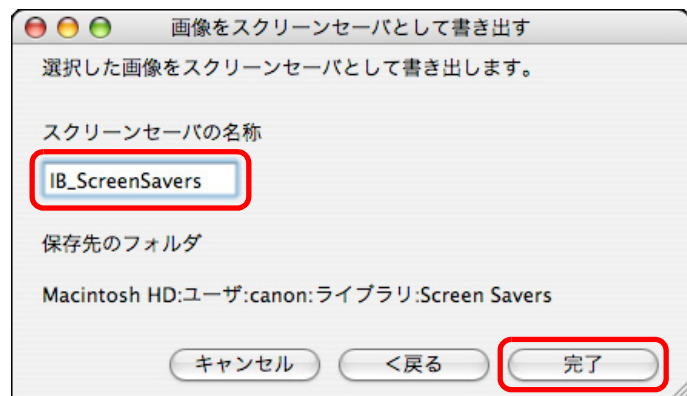 画像をスクリーンセーバとして書き出す
選択した画像をスクリーンセーバとして書き出します。
スクリーンセーバの名称
IB_ScreenSavers
保存先のフォルダ
Macintosh HD:ユーザ:canon:ライブラリ:Screen Savers
キャンセル <戻る 完了